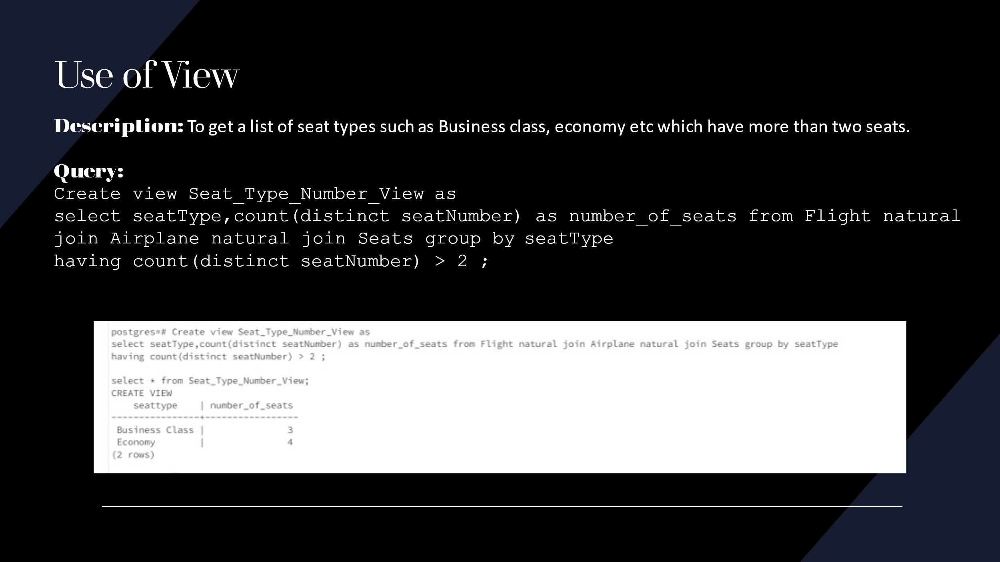 Use of View
Description: To get a list of seat types such as Business class, economy etc which have more than two seats.
Query:
Create view Seat_Type_Number_View as
select seatType,count(distinct seatNumber) as number_of_seats from Flight natural
join Airplane natural join Seats group by seatType
having count(distinct seatNumber) > 2 ;
postgres=# Create view Seat_Type_Number_View as
select seatType,count(distinct seatNumber) as number_of_seats from Flight natural join Airplane natural join Seats group by seatType
having count(distinct seatNumber) > 2 ;
select * from Seat_Type_Number_View;
CREATE VIEW
    seattype    | number_of_seats
----------------+-----------------
 Business Class |               3
 Economy        |               4
(2 rows)